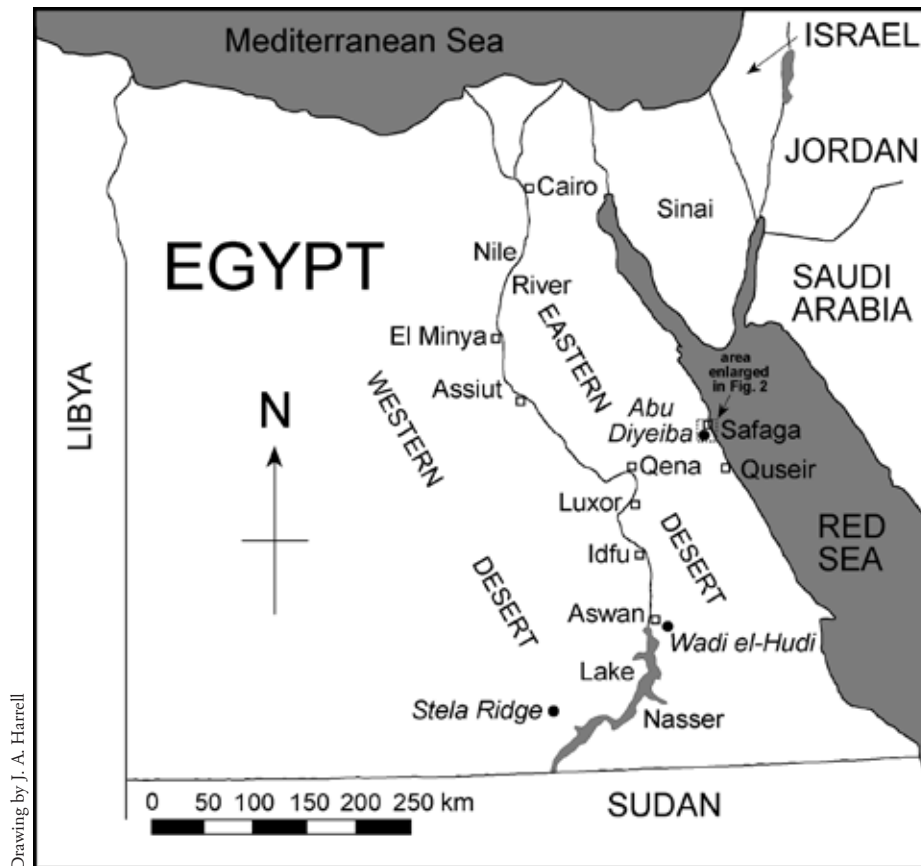 Mediterranean Sea
ISRAEL
JORDAN
Cairo
Sinai
Nile
River
EGYPT
SAUDI
ARABIA
El Minya
EASTERN
DESERT
area
enlarged
in Fig. 2
LIBYA
WESTERN
DESERT
Assiut
N
Abu
Diyeiba
Safaga
Qena
Quseir
Luxor
RED
SEA
Idfu
Aswan
Wadi el-Hudi
Lake
Nasser
Stela Ridge
0 50 100 150 200 250 km
SUDAN
Drawing by J. A. Harrell